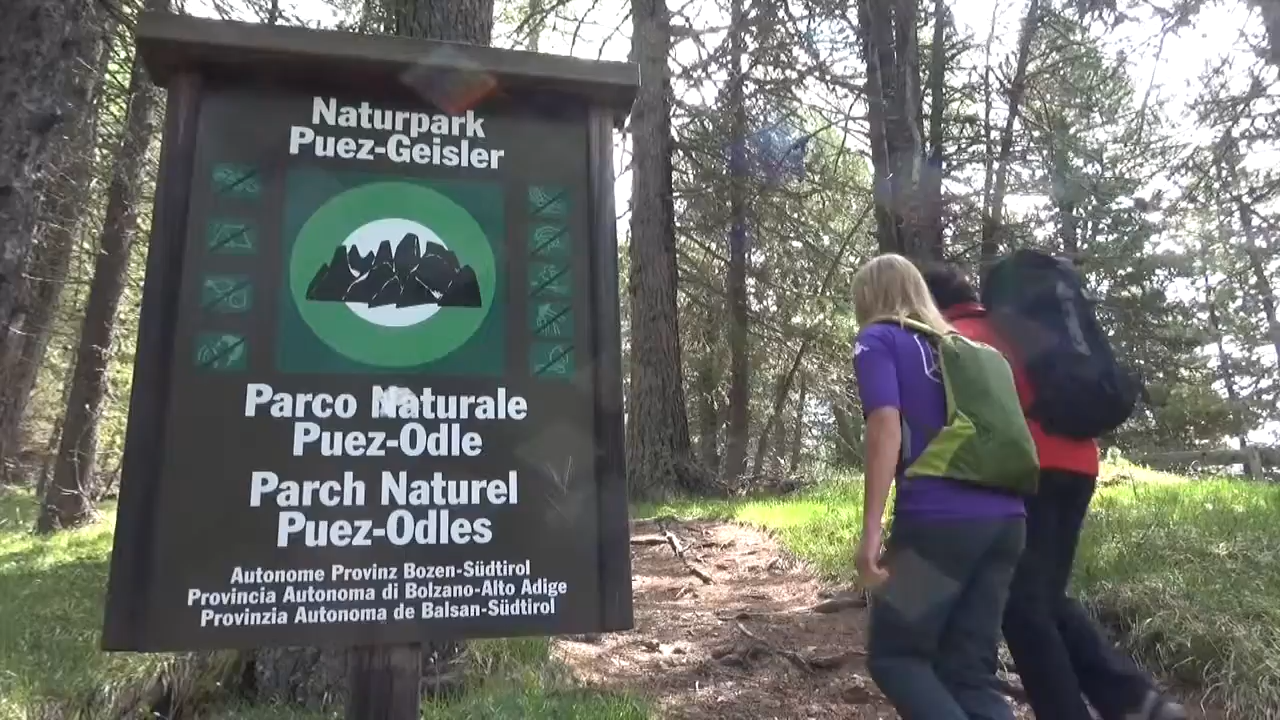 Naturpark
Puez-Geisler
Parco Naturale
Puez-Odle
Parch Naturel
Puez-Odles
Autonome Provinz Bozen-Südtirol
Provincia Autonoma di Bolzano-Alto Adige
Provinzia Autonoma de Balsan-Südtirol